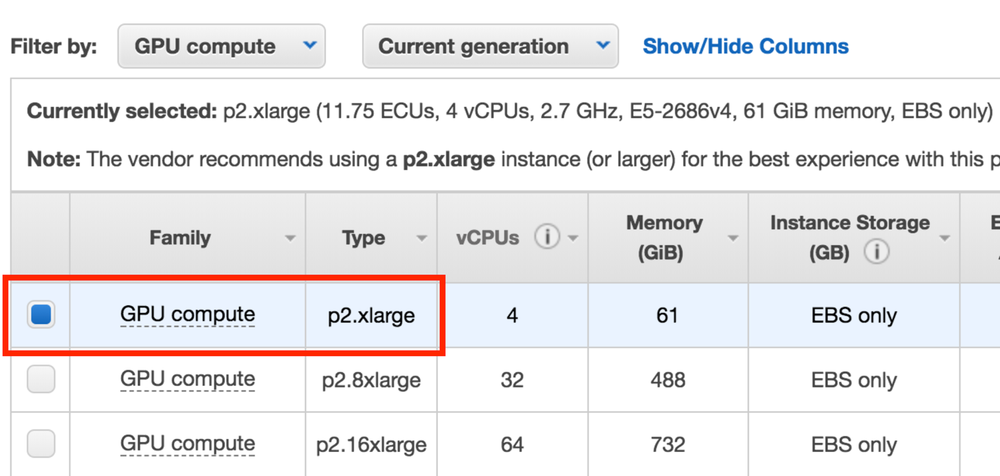 Filter by: GPU compute Current generation Show/Hide Columns
Currently selected: p2.xlarge (11.75 ECUs, 4 vCPUs, 2.7 GHz, E5-2686v4, 61 GiB memory, EBS only)
Note: The vendor recommends using a p2.xlarge instance (or larger) for the best experience with this p
Family Type vCPUs i Memory (GiB) Instance Storage (GB) i E
GPU compute p2.xlarge 4 61 EBS only
GPU compute p2.8xlarge 32 488 EBS only
GPU compute p2.16xlarge 64 732 EBS only